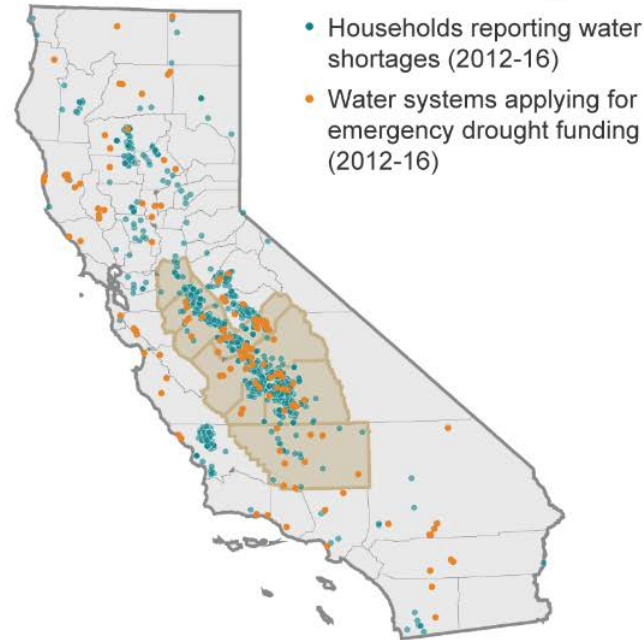 Households reporting water
shortages (2012-16)
Water systems applying for
emergency drought funding
(2012-16)